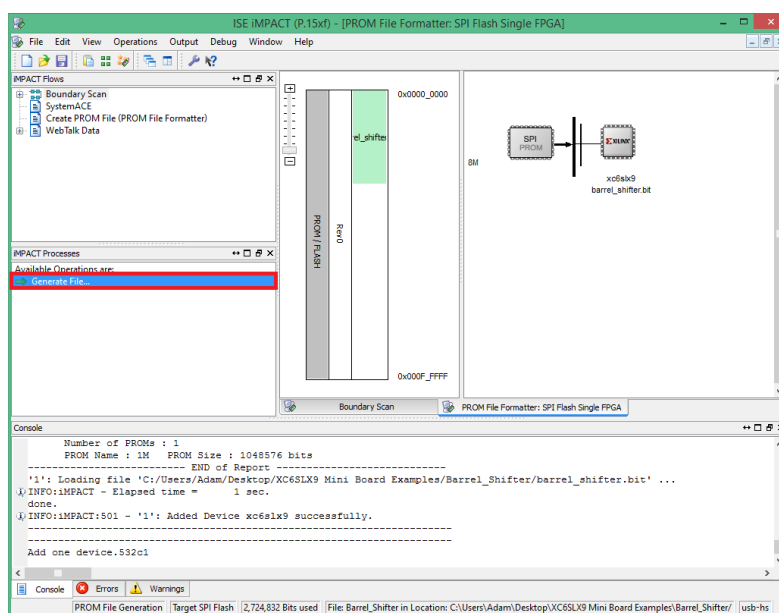 ISE iMPACT (P.15xf) - [PROM File Formatter: SPI Flash Single FPGA]
File Edit View Operations Output Debug Window Help
iMPACT Flows
Boundary Scan
SystemACE
Create PROM File (PROM File Formatter)
WebTalk Data
iMPACT Processes
Available Operations are:
Generate File...
PROM / FLASH
Rev0
rel_shifter
0x0000_0000
0x000F_FFFF
8M
SPI
PROM
XILINX
xc6slx9
barrel_shifter.bit
Boundary Scan
PROM File Formatter: SPI Flash Single FPGA
Console
Number of PROMs : 1
PROM Name : 1M PROM Size : 1048576 bits
------------------------- END of Report ---------------------------
'1': Loading file 'C:/Users/Adam/Desktop/XC6SLX9 Mini Board Examples/Barrel_Shifter/barrel_shifter.bit' ...
INFO:iMPACT - Elapsed time = 1 sec.
done.
INFO:iMPACT:501 - '1': Added Device xc6slx9 successfully.
----------------------------------------------------------------------
----------------------------------------------------------------------
Add one device.532c1
Console Errors Warnings
PROM File Generation Target SPI Flash 2,724,832 Bits used File: Barrel_Shifter in Location: C:\Users\Adam\Desktop\XC6SLX9 Mini Board Examples\Barrel_Shifter/ usb-hs